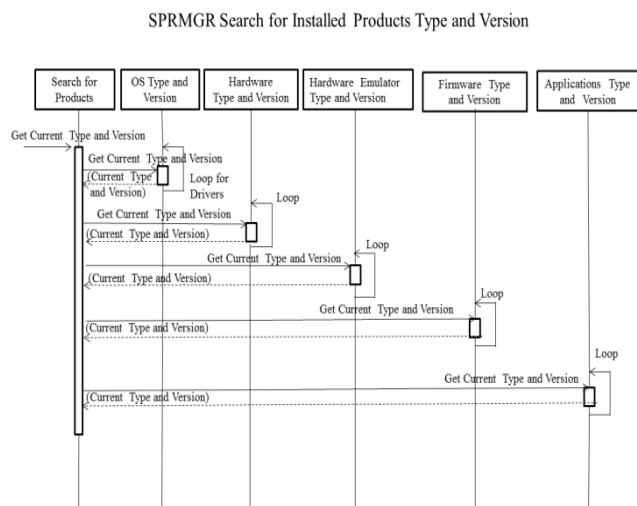 SPRMGR Search for Installed Products Type and Version
Search for
Products
OS Type and
Version
Hardware
Type and Version
Hardware Emulator
Type and Version
Firmware Type
and Version
Applications Type
and Version
Get Current Type and Version
Get Current Type and Version
(Current Type
and Version)
Loop for
Drivers
Loop
Get Current Type and Version
(Current Type and Version)
Loop
Get Current Type and Version
(Current Type and Version)
Loop
Get Current Type and Version
(Current Type and Version)
Loop
Get Current Type and Version
(Current Type and Version)